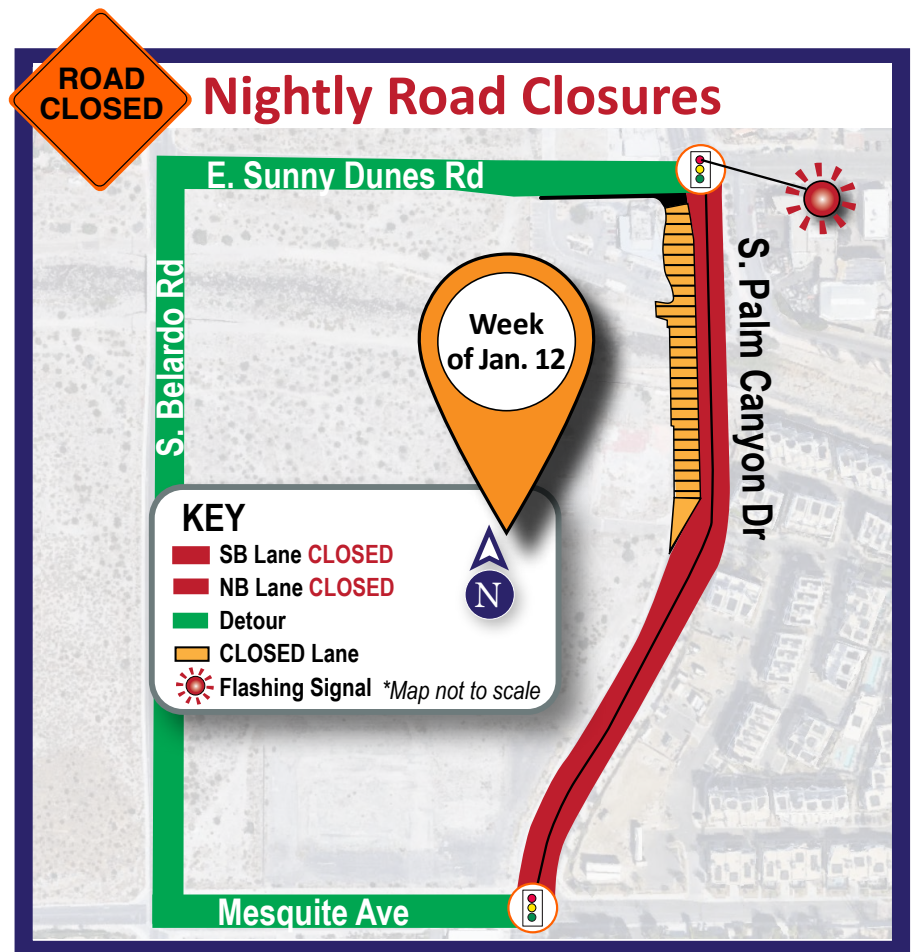 ROAD
CLOSED
Nightly Road Closures
E. Sunny Dunes Rd
S. Belardo Rd
S. Palm Canyon Dr
Week
of Jan. 12
KEY
SB Lane CLOSED
NB Lane CLOSED
Detour
CLOSED Lane
Flashing Signal *Map not to scale
N
Mesquite Ave